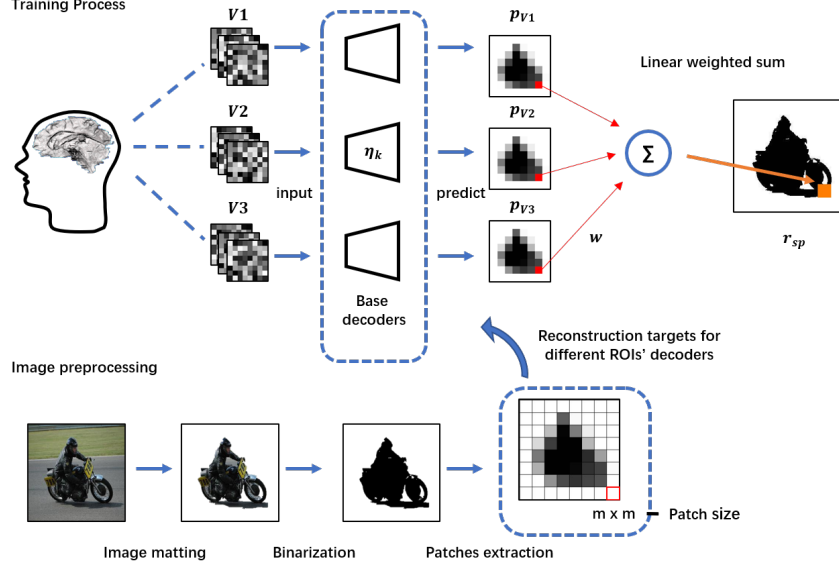 Training Process
V1
V2
V3
input
η_k
Base
decoders
predict
p_V1
p_V2
p_V3
w
Linear weighted sum
Σ
r_sp
Reconstruction targets for
different ROIs' decoders
Image preprocessing
m x m
Patch size
Image matting
Binarization
Patches extraction